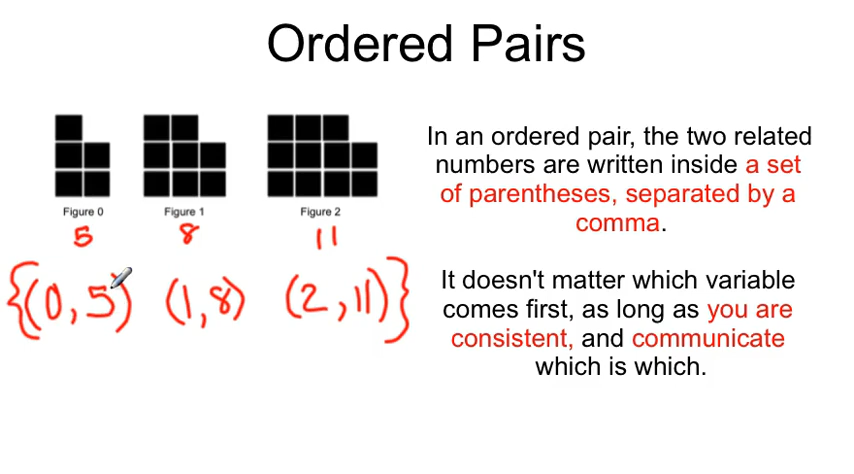 Ordered Pairs
Figure 0
Figure 1
Figure 2
5
8
11
{(0,5) (1,8) (2,11)}
In an ordered pair, the two related
numbers are written inside a set
of parentheses, separated by a
comma.
It doesn't matter which variable
comes first, as long as you are
consistent, and communicate
which is which.